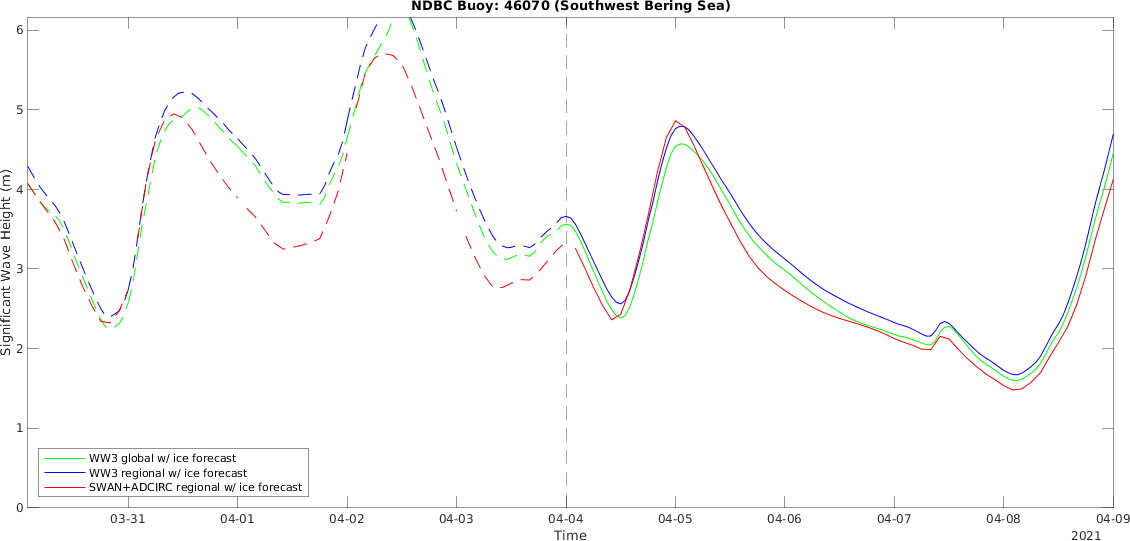 NDBC Buoy: 46070 (Southwest Bering Sea)
Significant Wave Height (m)
6
5
4
3
2
1
0
WW3 global w/ ice forecast
WW3 regional w/ ice forecast
SWAN+ADCIRC regional w/ ice forecast
03-31 04-01 04-02 04-03 04-04 04-05 04-06 04-07 04-08 04-09
Time
2021